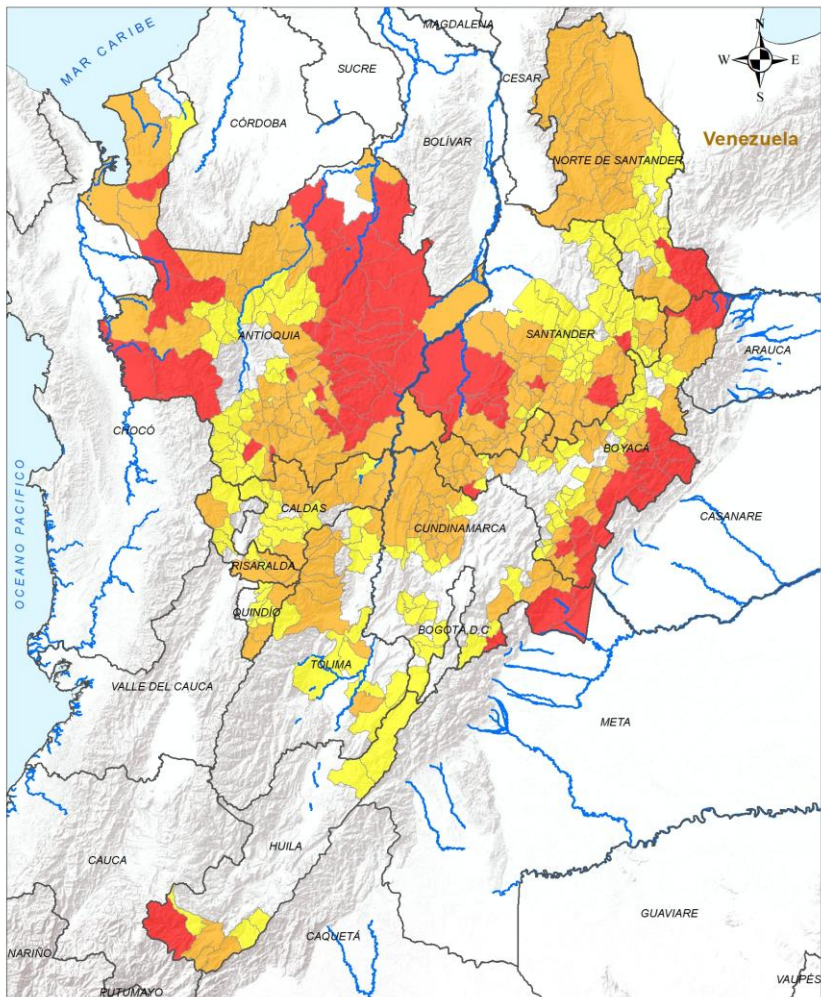 MAGDALENA
N
MAR CARIBE
W
E
SUCRE
CESAR
S
CÓRDOBA
BOLÍVAR
Venezuela
NORTE DE SANTANDER
ANTIOQUIA
SANTANDER
ARAUCA
CHOCÓ
BOYACÁ
OCEANO PACIFICO
CALDAS
CASANARE
CUNDINAMARCA
RISARALDA
QUINDÍO
BOGOTÁ, D.C
TOLIMA
VALLE DEL CAUCA
META
HUILA
CAUCA
GUAVIARE
CAQUETÁ
NARIÑO
PUTUMAYO
VAUPÉS